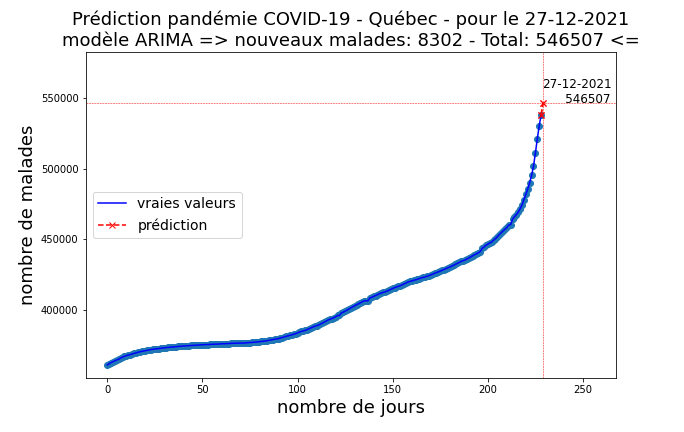 Prédiction pandémie COVID-19 - Québec - pour le 27-12-2021
modèle ARIMA => nouveaux malades: 8302 - Total: 546507 <=
27-12-2021
546507
550000
500000
450000
400000
nombre de malades
vraies valeurs
prédiction
0 50 100 150 200 250
nombre de jours